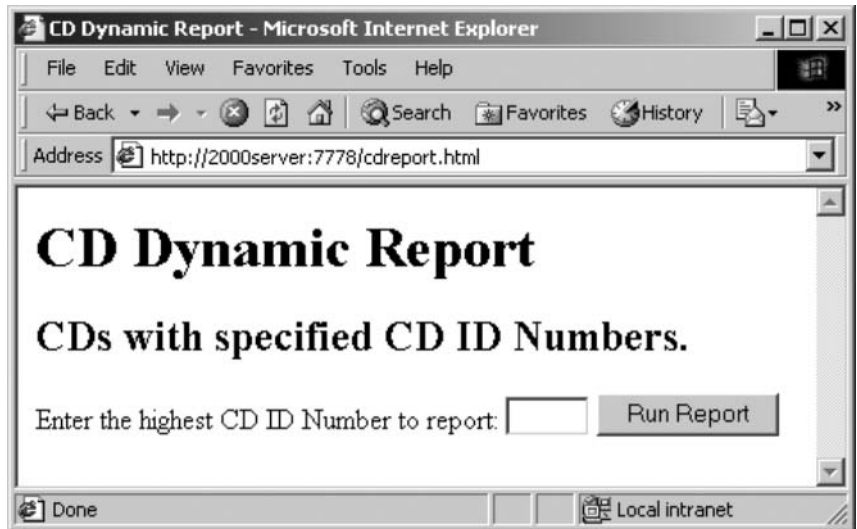 CD Dynamic Report - Microsoft Internet Explorer
File Edit View Favorites Tools Help
Back Search Favorites History »
Address http://2000server:7778/cdreport.html
CD Dynamic Report
CDs with specified CD ID Numbers.
Enter the highest CD ID Number to report: Run Report
Done Local intranet